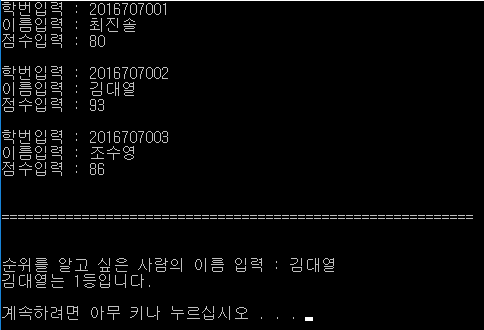 학번입력 : 2016707001
이름입력 : 최진솔
점수입력 : 80
학번입력 : 2016707002
이름입력 : 김대열
점수입력 : 93
학번입력 : 2016707003
이름입력 : 조수영
점수입력 : 86
===========================================================
순위를 알고 싶은 사람의 이름 입력 : 김대열
김대열는 1등입니다.
계속하려면 아무 키나 누르십시오 . . .